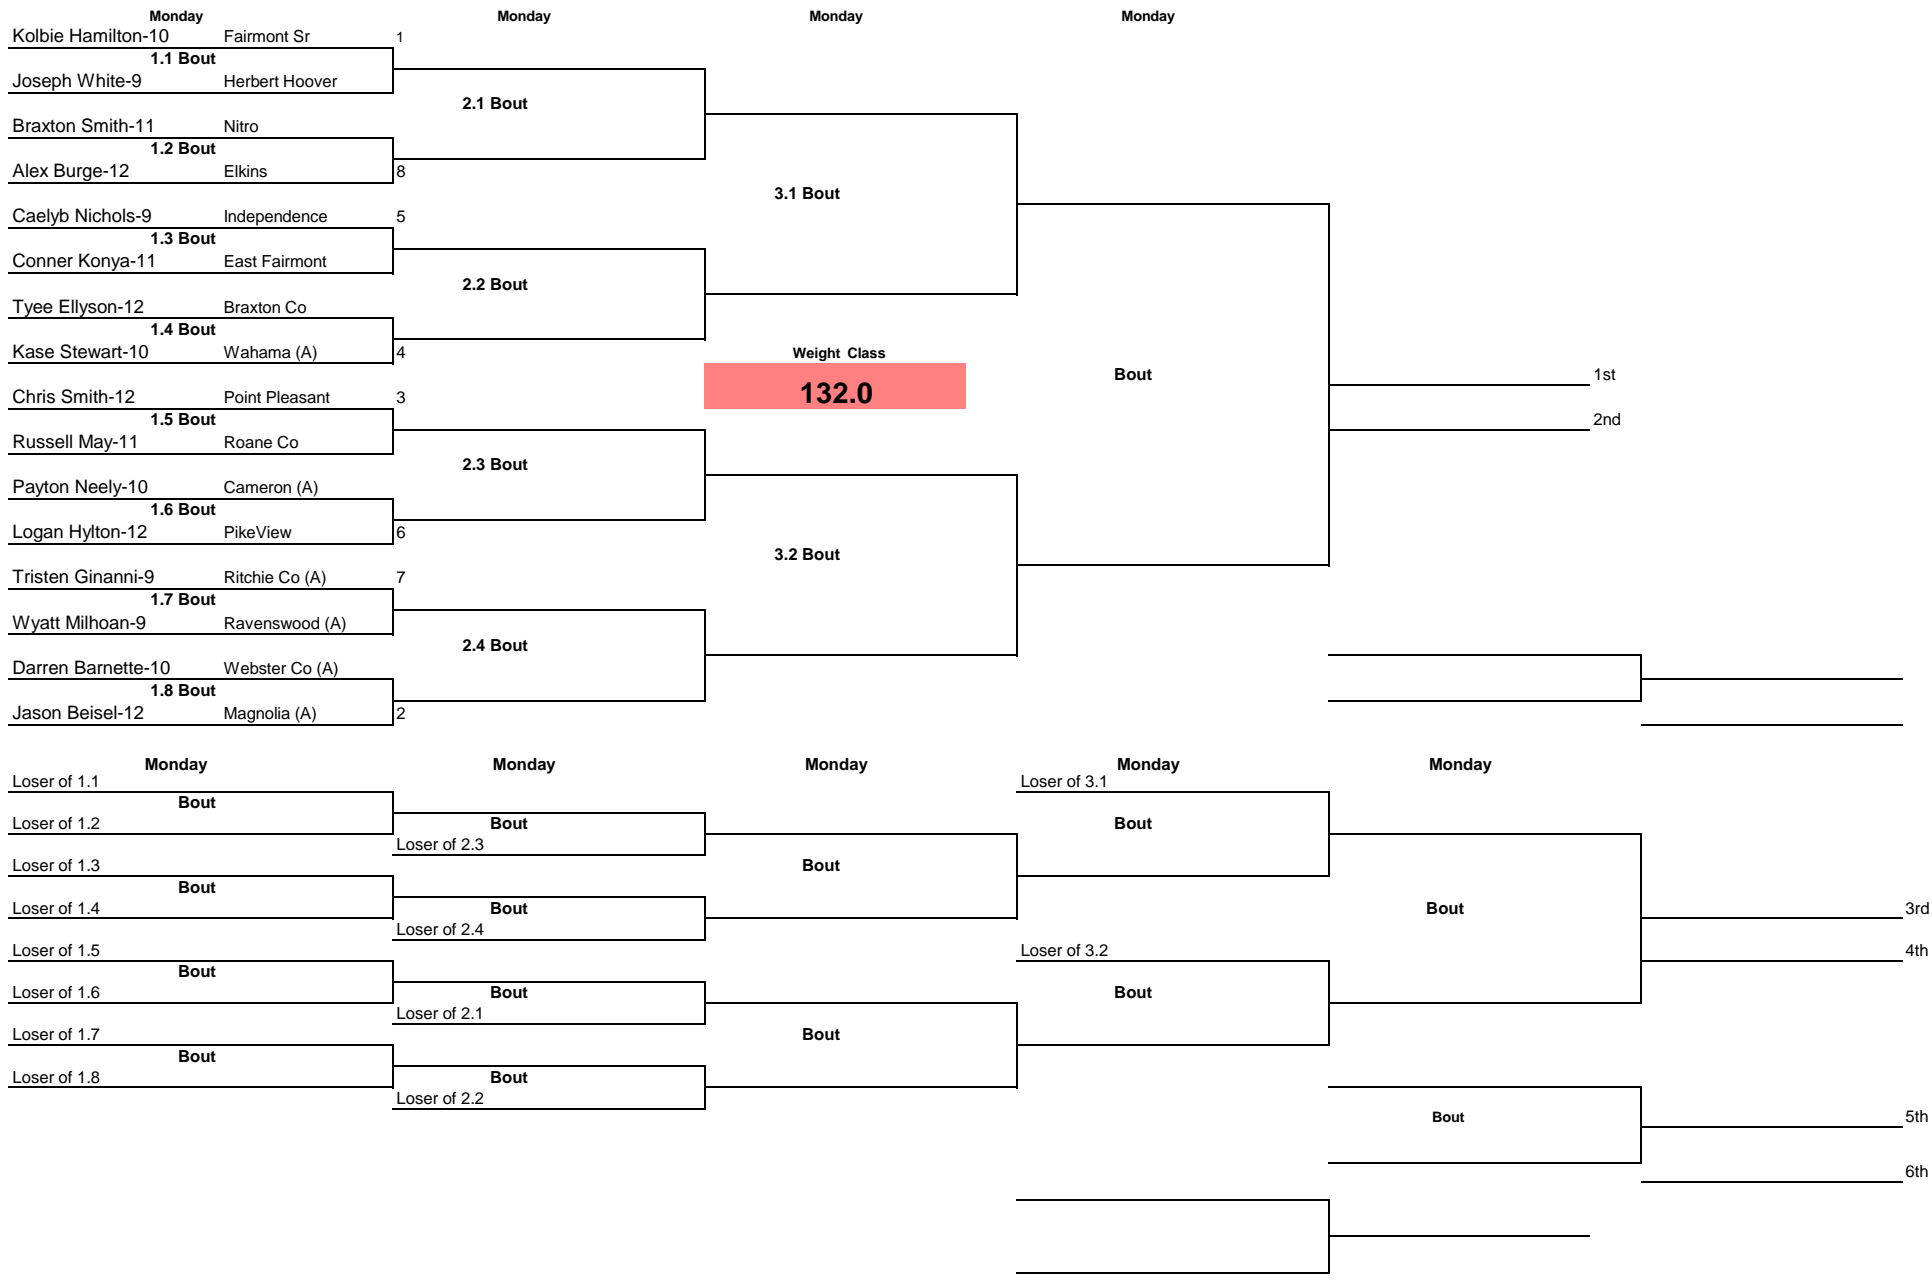 Monday Monday Monday Monday
Kolbie Hamilton-10 Fairmont Sr 1
1.1 Bout
Joseph White-9 Herbert Hoover
2.1 Bout
Braxton Smith-11 Nitro
1.2 Bout
Alex Burge-12 Elkins 8
3.1 Bout
Caelyb Nichols-9 Independence 5
1.3 Bout
Conner Konya-11 East Fairmont
2.2 Bout
Tyee Ellyson-12 Braxton Co
1.4 Bout
Kase Stewart-10 Wahama (A) 4
Weight Class
Bout 1st
132.0
Chris Smith-12 Point Pleasant 3
1.5 Bout 2nd
Russell May-11 Roane Co
2.3 Bout
Payton Neely-10 Cameron (A)
1.6 Bout
Logan Hylton-12 PikeView 6
3.2 Bout
Tristen Ginanni-9 Ritchie Co (A) 7
1.7 Bout
Wyatt Milhoan-9 Ravenswood (A)
2.4 Bout
Darren Barnette-10 Webster Co (A)
1.8 Bout
Jason Beisel-12 Magnolia (A) 2
Monday Monday Monday Monday Monday
Loser of 1.1 Loser of 3.1
Bout
Loser of 1.2 Bout Bout
Loser of 2.3
Loser of 1.3 Bout
Bout
Loser of 1.4 Bout Bout 3rd
Loser of 2.4
Loser of 1.5 Loser of 3.2 4th
Bout
Loser of 1.6 Bout Bout
Loser of 2.1
Loser of 1.7 Bout
Bout
Loser of 1.8 Bout
Loser of 2.2
Bout 5th
6th